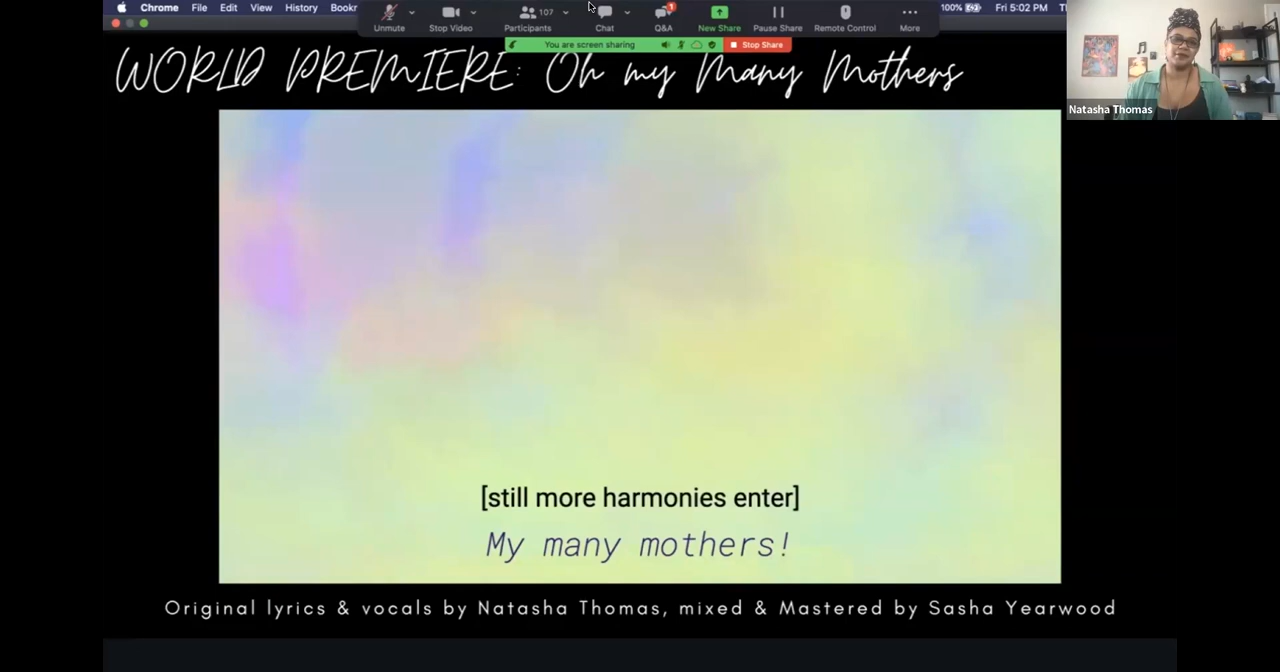 Chrome File Edit View History Bookr
100% Fri 5:02 PM
107
1
Unmute Stop Video Participants Chat Q&A New Share Pause Share Remote Control More
You are screen sharing Stop Share
WORLD PREMIERE: Oh my Many Mothers
Natasha Thomas
[still more harmonies enter]
My many mothers!
Original lyrics & vocals by Natasha Thomas, mixed & Mastered by Sasha Yearwood